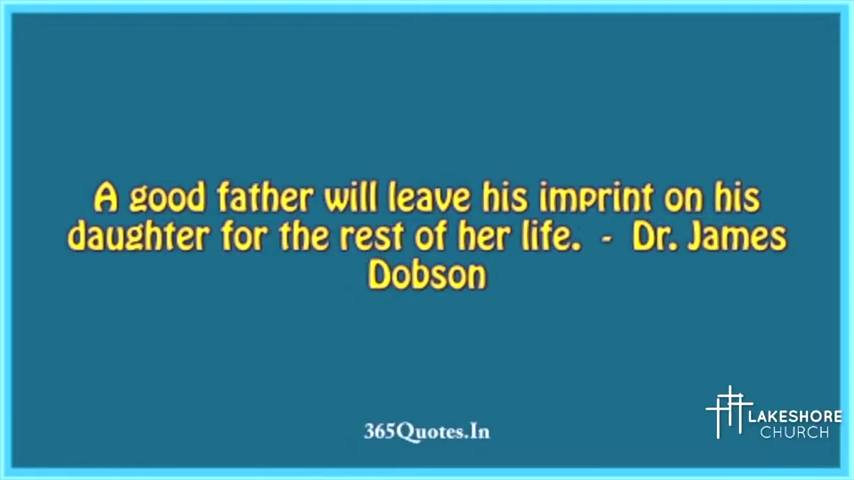 A good father will leave his imprint on his
daughter for the rest of her life.  -  Dr. James
Dobson
365Quotes.In
LAKESHORE
CHURCH